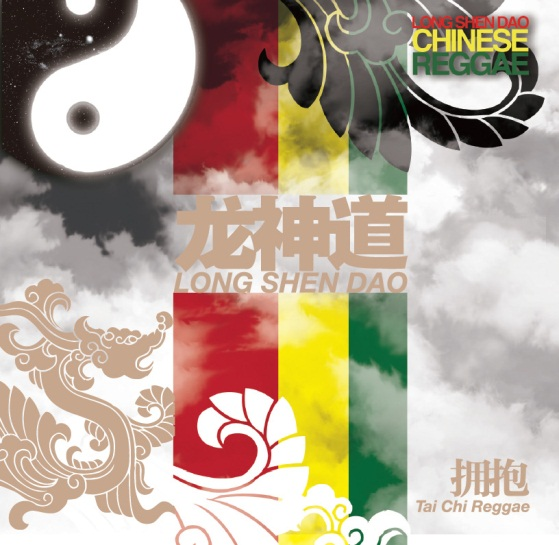 LONG SHEN DAO
CHINESE
REGGAE
龙神道
LONG SHEN DAO
拥抱
Tai Chi Reggae